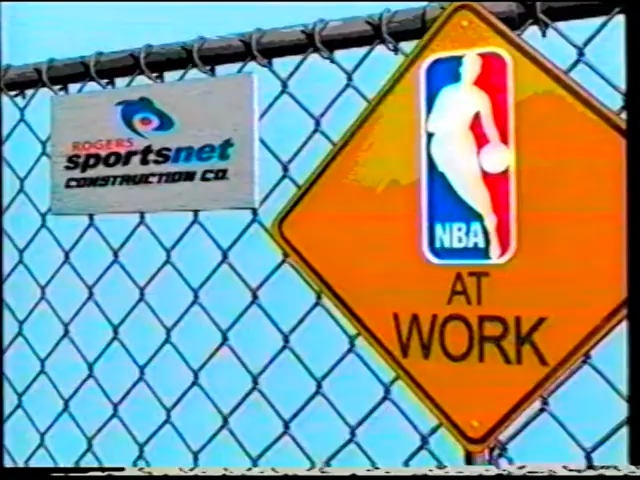 ROGERS
sportsnet
CONSTRUCTION CO.
NBA
AT
WORK